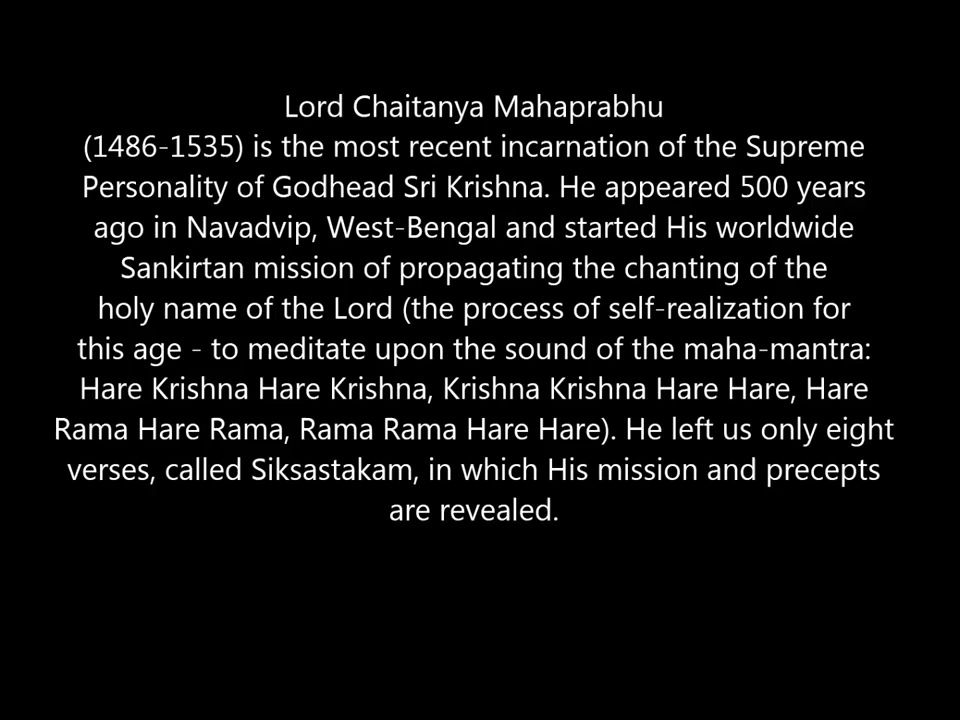 Lord Chaitanya Mahaprabhu
(1486-1535) is the most recent incarnation of the Supreme
Personality of Godhead Sri Krishna. He appeared 500 years
ago in Navadvip, West-Bengal and started His worldwide
Sankirtan mission of propagating the chanting of the
holy name of the Lord (the process of self-realization for
this age - to meditate upon the sound of the maha-mantra:
Hare Krishna Hare Krishna, Krishna Krishna Hare Hare, Hare
Rama Hare Rama, Rama Rama Hare Hare). He left us only eight
verses, called Siksastakam, in which His mission and precepts
are revealed.